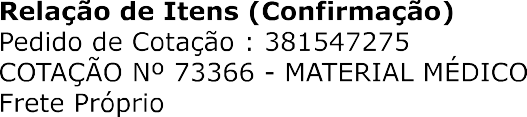 Relação de Itens (Confirmação)
Pedido de Cotação : 381547275
COTAÇÃO Nº 73366 - MATERIAL MÉDICO
Frete Próprio